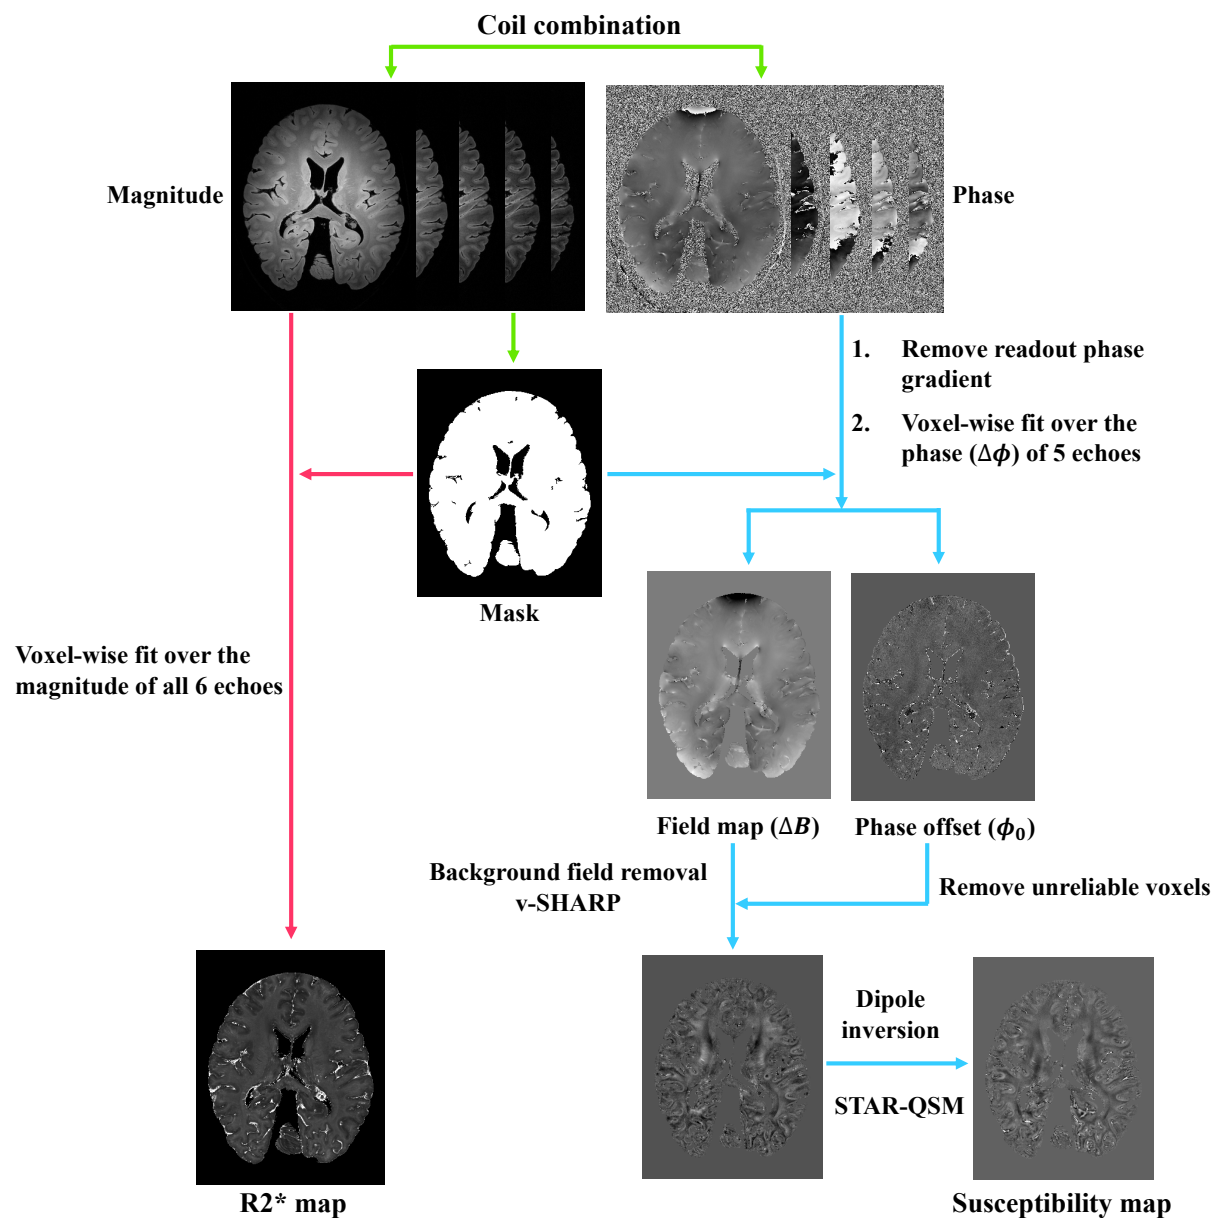 Coil combination
Magnitude
Phase
1. Remove readout phase
gradient
2. Voxel-wise fit over the
phase (Δϕ) of 5 echoes
Mask
Voxel-wise fit over the
magnitude of all 6 echoes
Field map (ΔB)
Phase offset (ϕ₀)
Background field removal
v-SHARP
Remove unreliable voxels
Dipole
inversion
STAR-QSM
R2* map
Susceptibility map